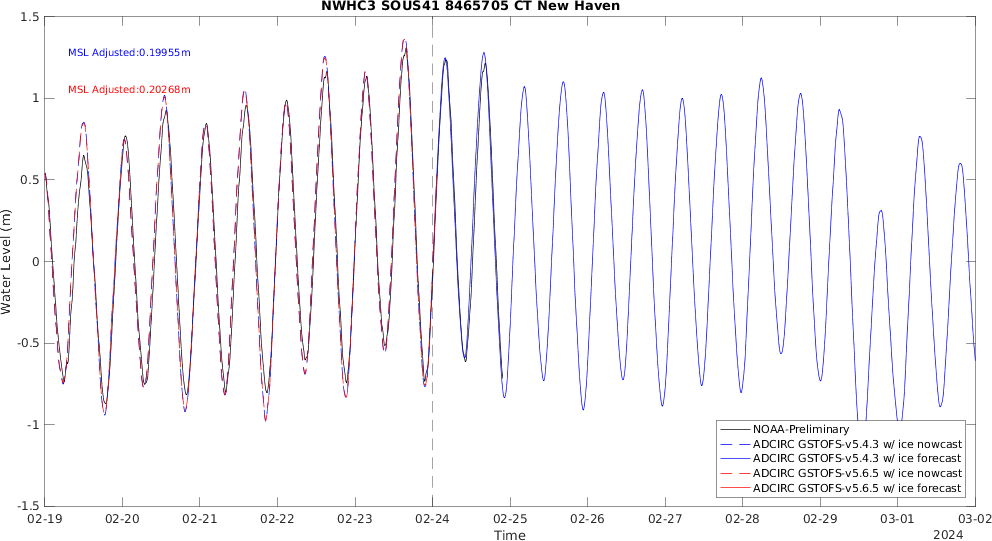 NWHC3 SOUS41 8465705 CT New Haven
MSL Adjusted:0.19955m
MSL Adjusted:0.20268m
1.5
1
0.5
0
-0.5
-1
-1.5
Water Level (m)
NOAA-Preliminary
ADCIRC GSTOFS-v5.4.3 w/ ice nowcast
ADCIRC GSTOFS-v5.4.3 w/ ice forecast
ADCIRC GSTOFS-v5.6.5 w/ ice nowcast
ADCIRC GSTOFS-v5.6.5 w/ ice forecast
02-19 02-20 02-21 02-22 02-23 02-24 02-25 02-26 02-27 02-28 02-29 03-01 03-02
Time
2024